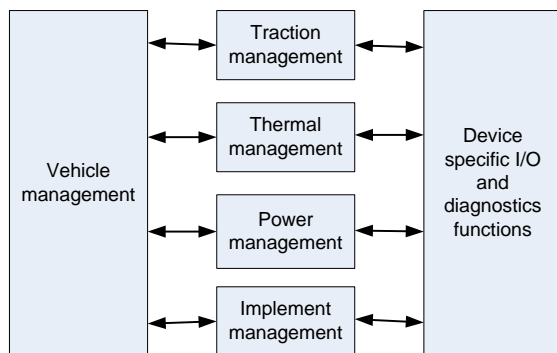 Vehicle
management
Traction
management
Thermal
management
Power
management
Implement
management
Device
specific I/O
and
diagnostics
functions